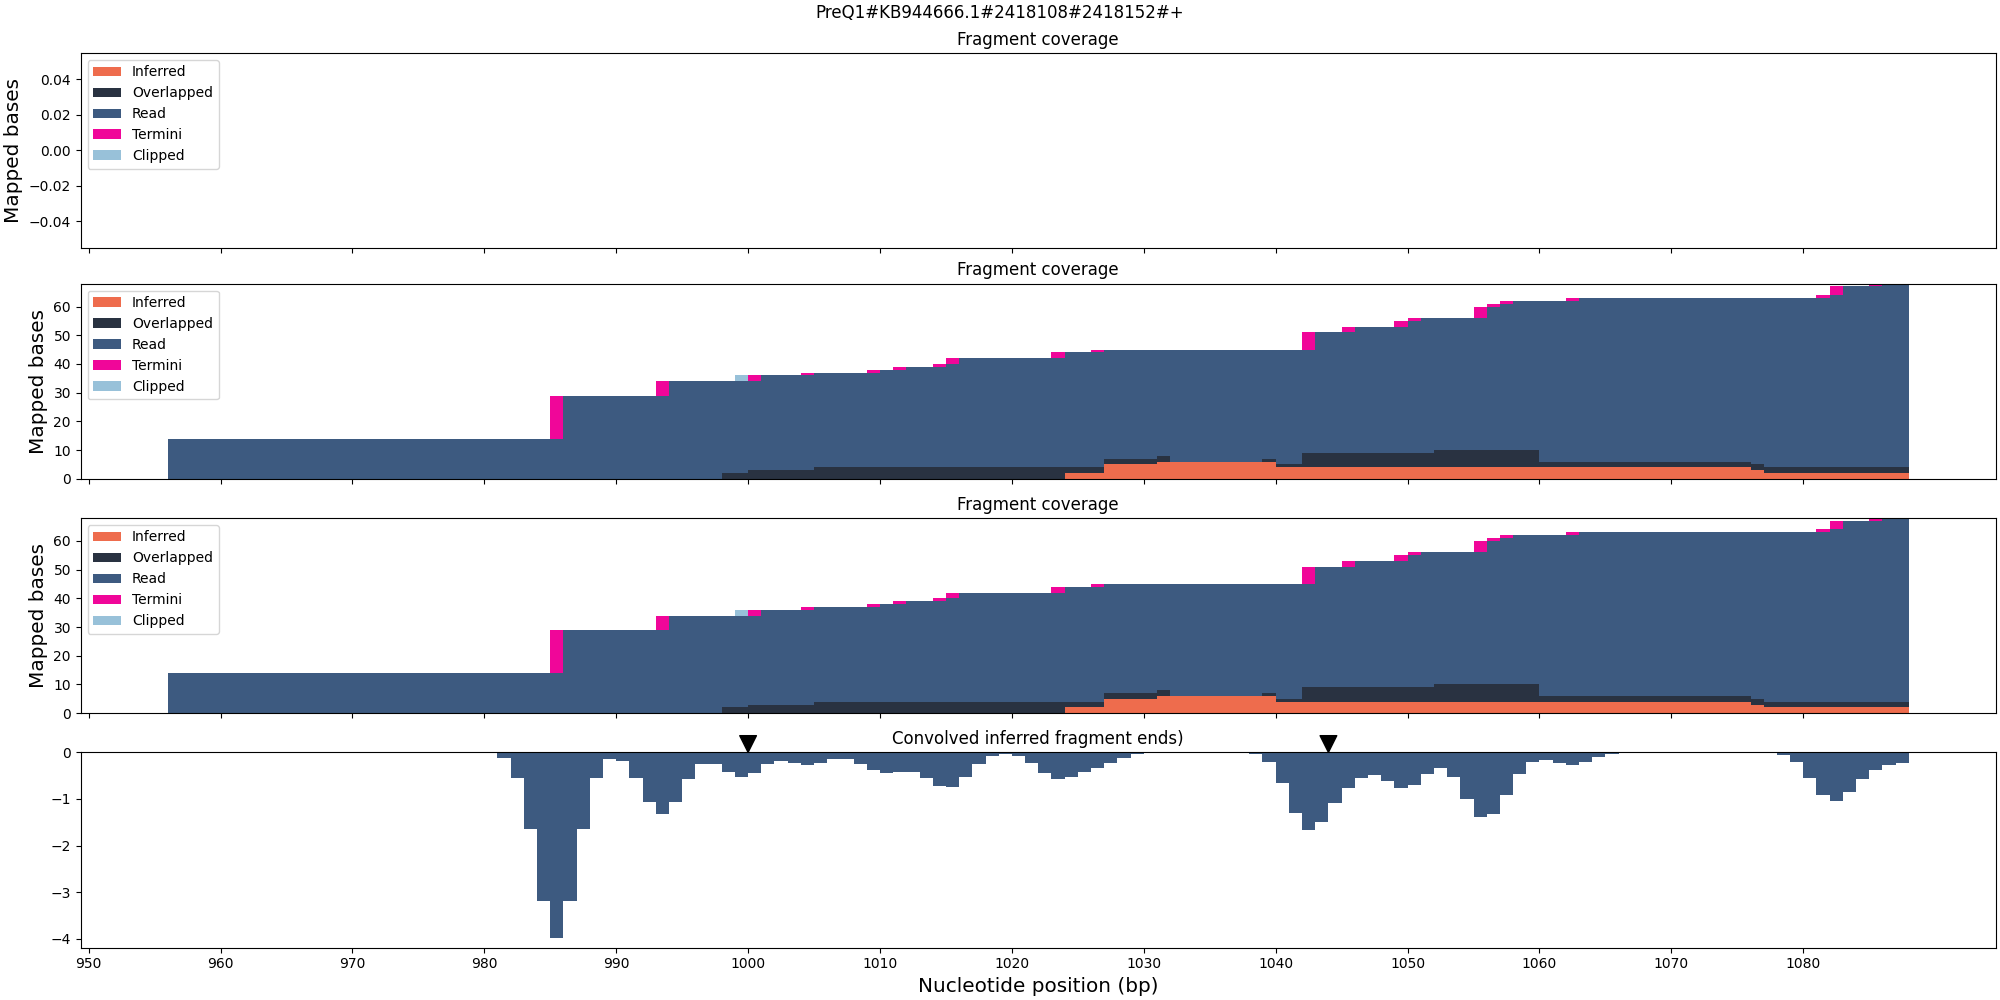 PreQ1#KB944666.1#2418108#2418152#+
Fragment coverage
Mapped bases
0.04
0.02
0.00
−0.02
−0.04
Inferred
Overlapped
Read
Termini
Clipped
Fragment coverage
Mapped bases
60
50
40
30
20
10
0
Inferred
Overlapped
Read
Termini
Clipped
Fragment coverage
Mapped bases
60
50
40
30
20
10
0
Inferred
Overlapped
Read
Termini
Clipped
Convolved inferred fragment ends)
0
−1
−2
−3
−4
950 960 970 980 990 1000 1010 1020 1030 1040 1050 1060 1070 1080
Nucleotide position (bp)